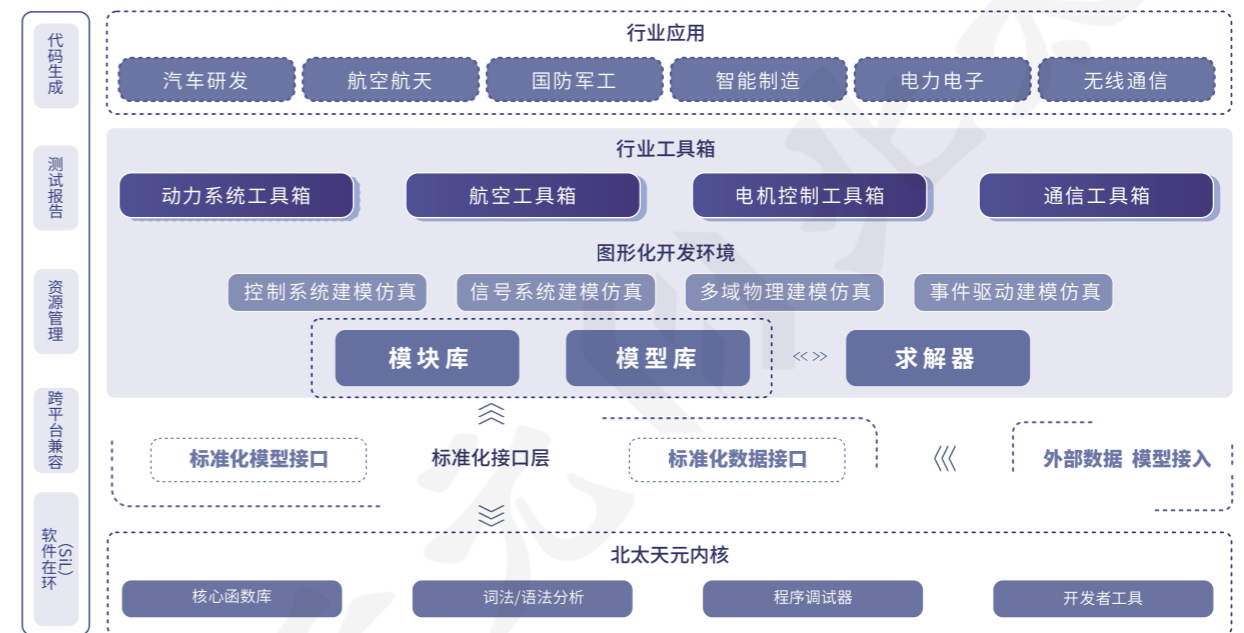 代码生成
测试报告
资源管理
跨平台兼容
软件在环(SiL)
行业应用
汽车研发 航空航天 国防军工 智能制造 电力电子 无线通信
行业工具箱
动力系统工具箱 航空工具箱 电机控制工具箱 通信工具箱
图形化开发环境
控制系统建模仿真 信号系统建模仿真 多域物理建模仿真 事件驱动建模仿真
模块库 模型库 求解器
标准化模型接口 标准化接口层 标准化数据接口 外部数据 模型接入
北太天元内核
核心函数库 词法/语法分析 程序调试器 开发者工具